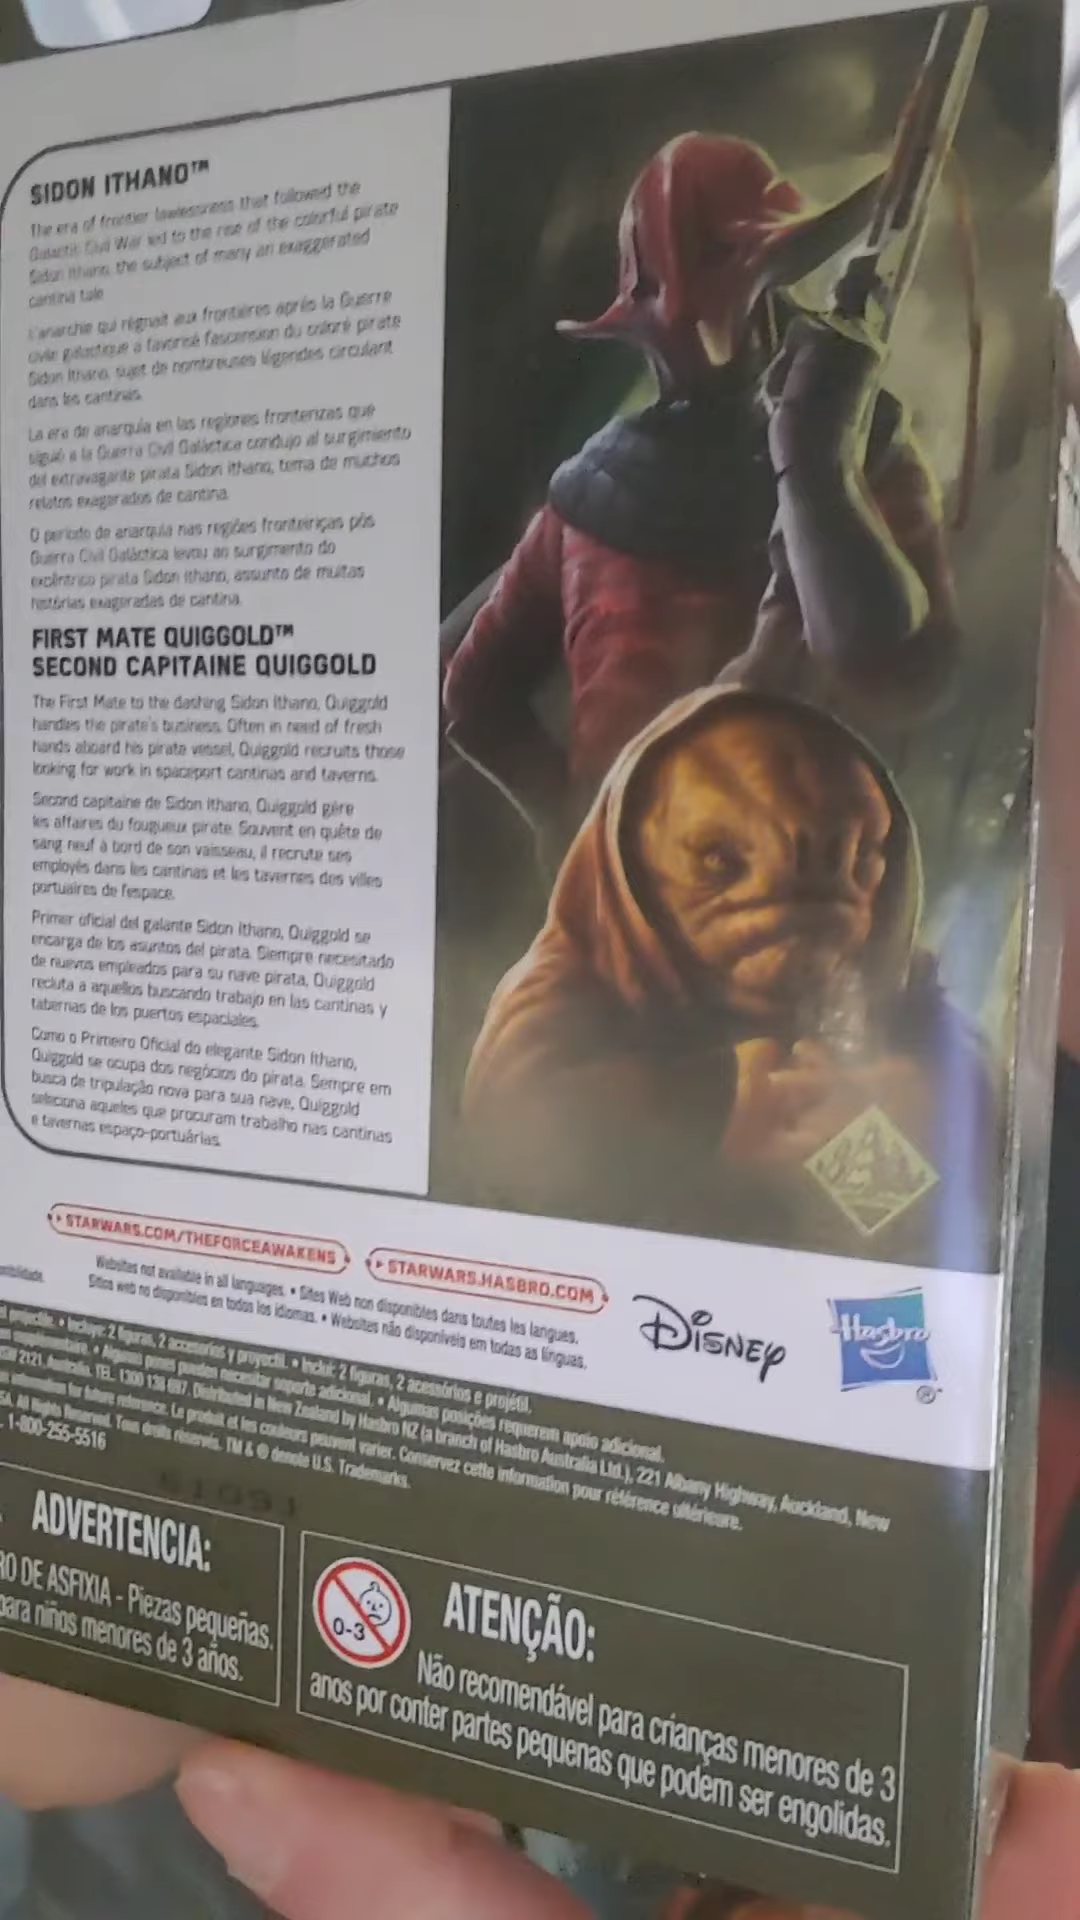 SIDON ITHANO™
The era of frontier lawlessness that followed the
Galactic Civil War led to the rise of the colorful pirate
Sidon Ithano, the subject of many an exaggerated
cantina tale.
L'anarchie qui régnait aux frontières après la Guerre
civile galactique a favorisé l'ascension du coloré pirate
Sidon Ithano, sujet de nombreuses légendes circulant
dans les cantinas.
La era de anarquía en las regiones fronterizas que
siguió a la Guerra Civil Galáctica condujo al surgimiento
del extravagante pirata Sidon Ithano, tema de muchos
relatos exagerados de cantina.
O período de anarquia nas regiões fronteiriças pós
Guerra Civil Galáctica levou ao surgimento do
excêntrico pirata Sidon Ithano, assunto de muitas
histórias exageradas de cantina.
FIRST MATE QUIGGOLD™
SECOND CAPITAINE QUIGGOLD
The First Mate to the dashing Sidon Ithano, Quiggold
handles the pirate's business. Often in need of fresh
hands aboard his pirate vessel, Quiggold recruits those
looking for work in spaceport cantinas and taverns.
Second capitaine de Sidon Ithano, Quiggold gère
les affaires du fougueux pirate. Souvent en quête de
sang neuf à bord de son vaisseau, il recrute ses
employés dans les cantinas et les tavernes des villes
portuaires de l'espace.
Primer oficial del galante Sidon Ithano, Quiggold se
encarga de los asuntos del pirata. Siempre necesitado
de nuevos empleados para su nave pirata, Quiggold
recluta a aquellos buscando trabajo en las cantinas y
tabernas de los puertos espaciales.
Como o Primeiro Oficial do elegante Sidon Ithano,
Quiggold se ocupa dos negócios do pirata. Sempre em
busca de tripulação nova para sua nave, Quiggold
seleciona aqueles que procuram trabalho nas cantinas
e tavernas espaço-portuárias.
STARWARS.COM/THEFORCEAWAKENS
STARWARS.HASBRO.COM
Websites not available in all languages. • Sites Web non disponibles dans toutes les langues.
Sitios web no disponibles en todos los idiomas. • Websites não disponíveis em todas as línguas.
Disney
Hasbro ®
proyectil. • Incluye: 2 figuras, 2 accesorios y proyectil. • Inclui: 2 figuras, 2 acessórios e projétil.
• Algunas poses pueden necesitar soporte adicional. • Algumas posições requerem apoio adicional.
2121, Australia. TEL. 1300 138 697. Distributed in New Zealand by Hasbro NZ (a branch of Hasbro Australia Ltd.), 221 Albany Highway, Auckland, New
information for future reference. Le produit et les couleurs peuvent varier. Conservez cette information pour référence ultérieure.
All Rights Reserved. Tous droits réservés. TM & ® denote U.S. Trademarks.
1-800-255-5516
ADVERTENCIA:
DE ASFIXIA - Piezas pequeñas.
para niños menores de 3 años.
0-3
ATENÇÃO:
Não recomendável para crianças menores de 3
anos por conter partes pequenas que podem ser engolidas.